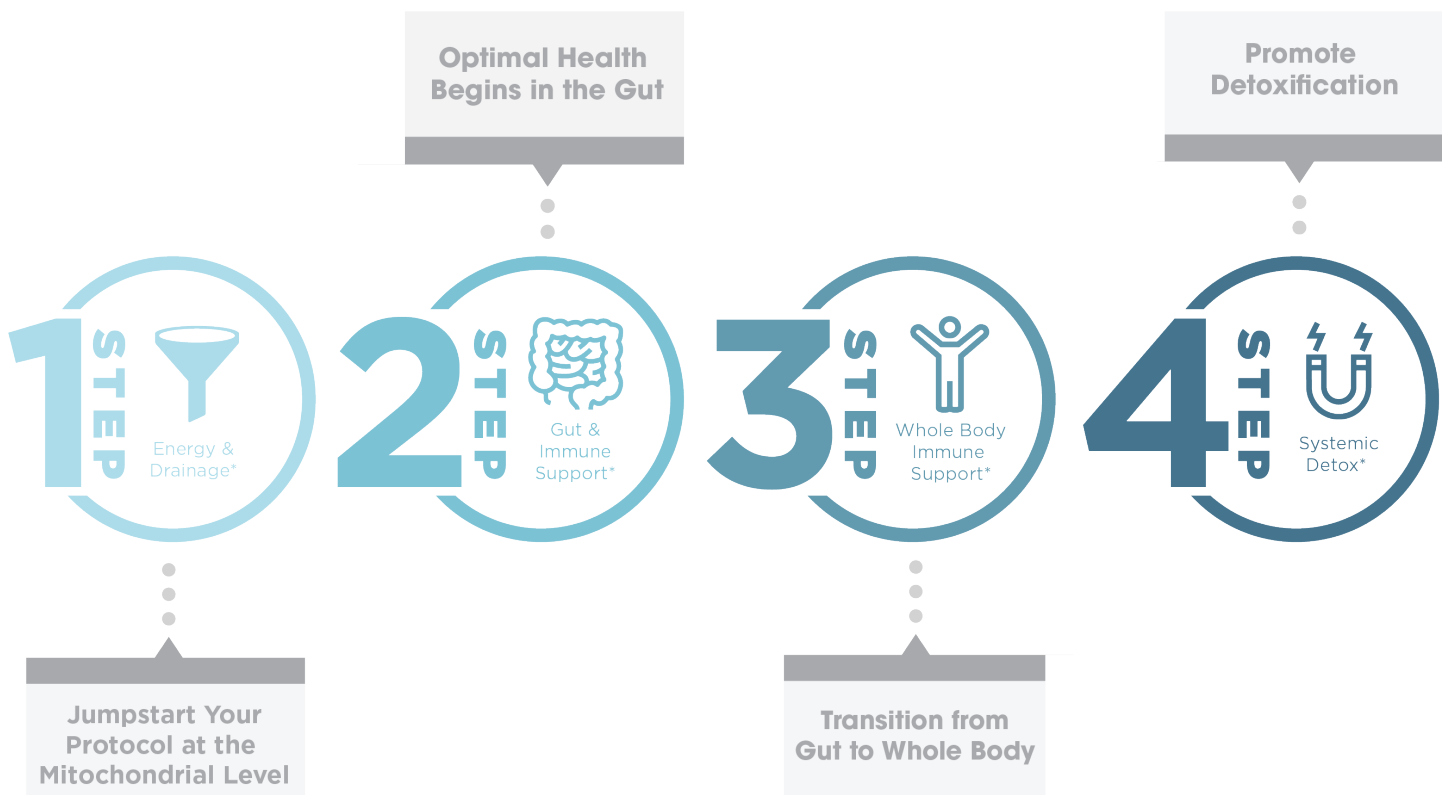 Optimal Health
Begins in the Gut
Promote
Detoxification
1
STEP
Energy &
Drainage*
2
STEP
Gut &
Immune
Support*
3
STEP
Whole Body
Immune
Support*
4
STEP
Systemic
Detox*
Jumpstart Your
Protocol at the
Mitochondrial Level
Transition from
Gut to Whole Body